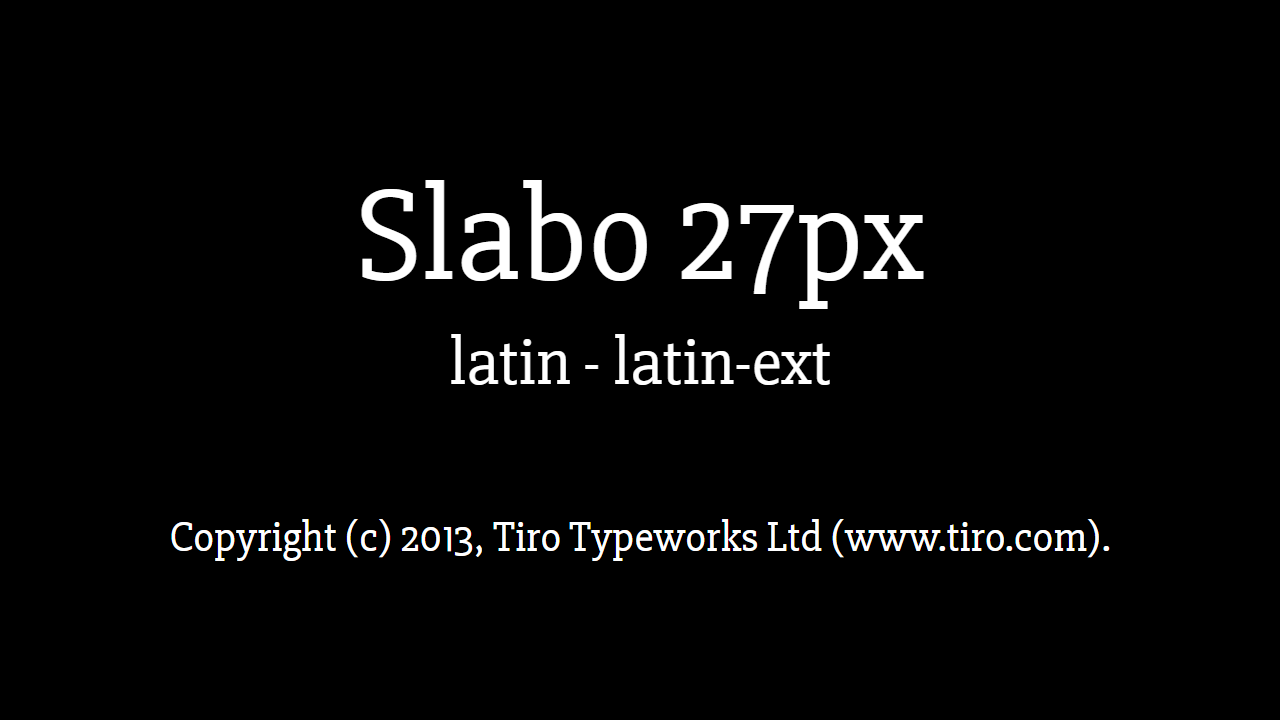 Slabo 27px
latin - latin-ext
Copyright (c) 2013, Tiro Typeworks Ltd (www.tiro.com).